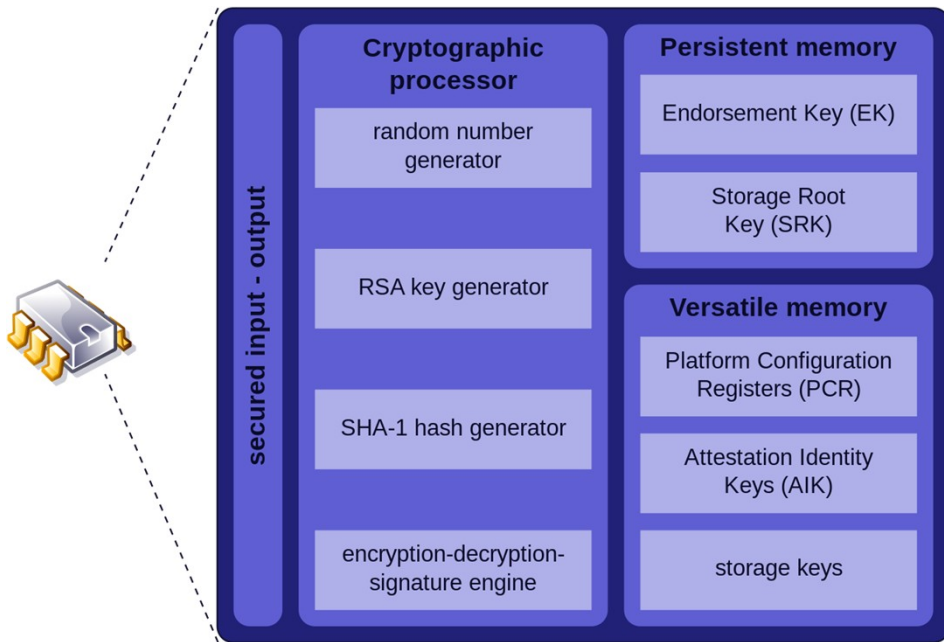 secured input - output
Cryptographic
processor
random number
generator
RSA key generator
SHA-1 hash generator
encryption-decryption-
signature engine
Persistent memory
Endorsement Key (EK)
Storage Root
Key (SRK)
Versatile memory
Platform Configuration
Registers (PCR)
Attestation Identity
Keys (AIK)
storage keys